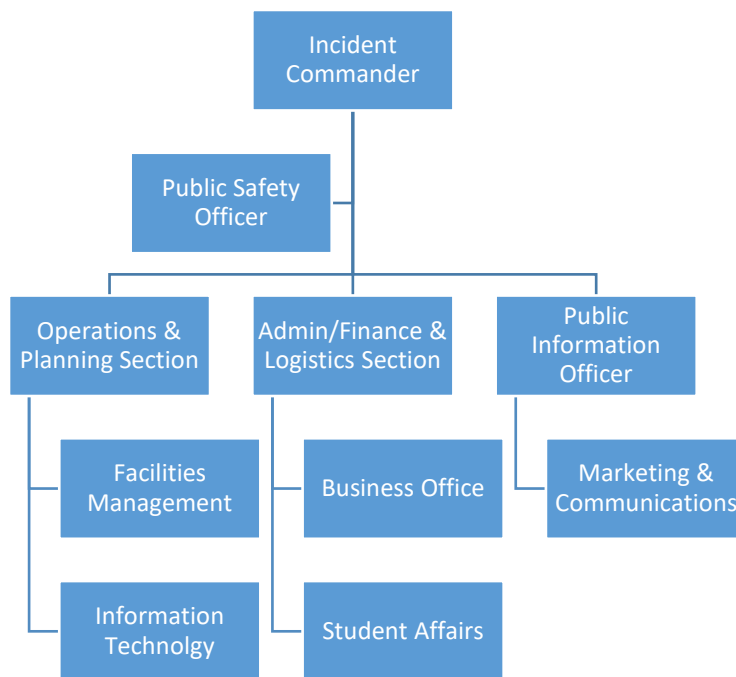 Incident
Commander
Public Safety
Officer
Operations &
Planning Section
Admin/Finance &
Logistics Section
Public
Information
Officer
Facilities
Management
Business Office
Marketing &
Communications
Information
Technolgy
Student Affairs